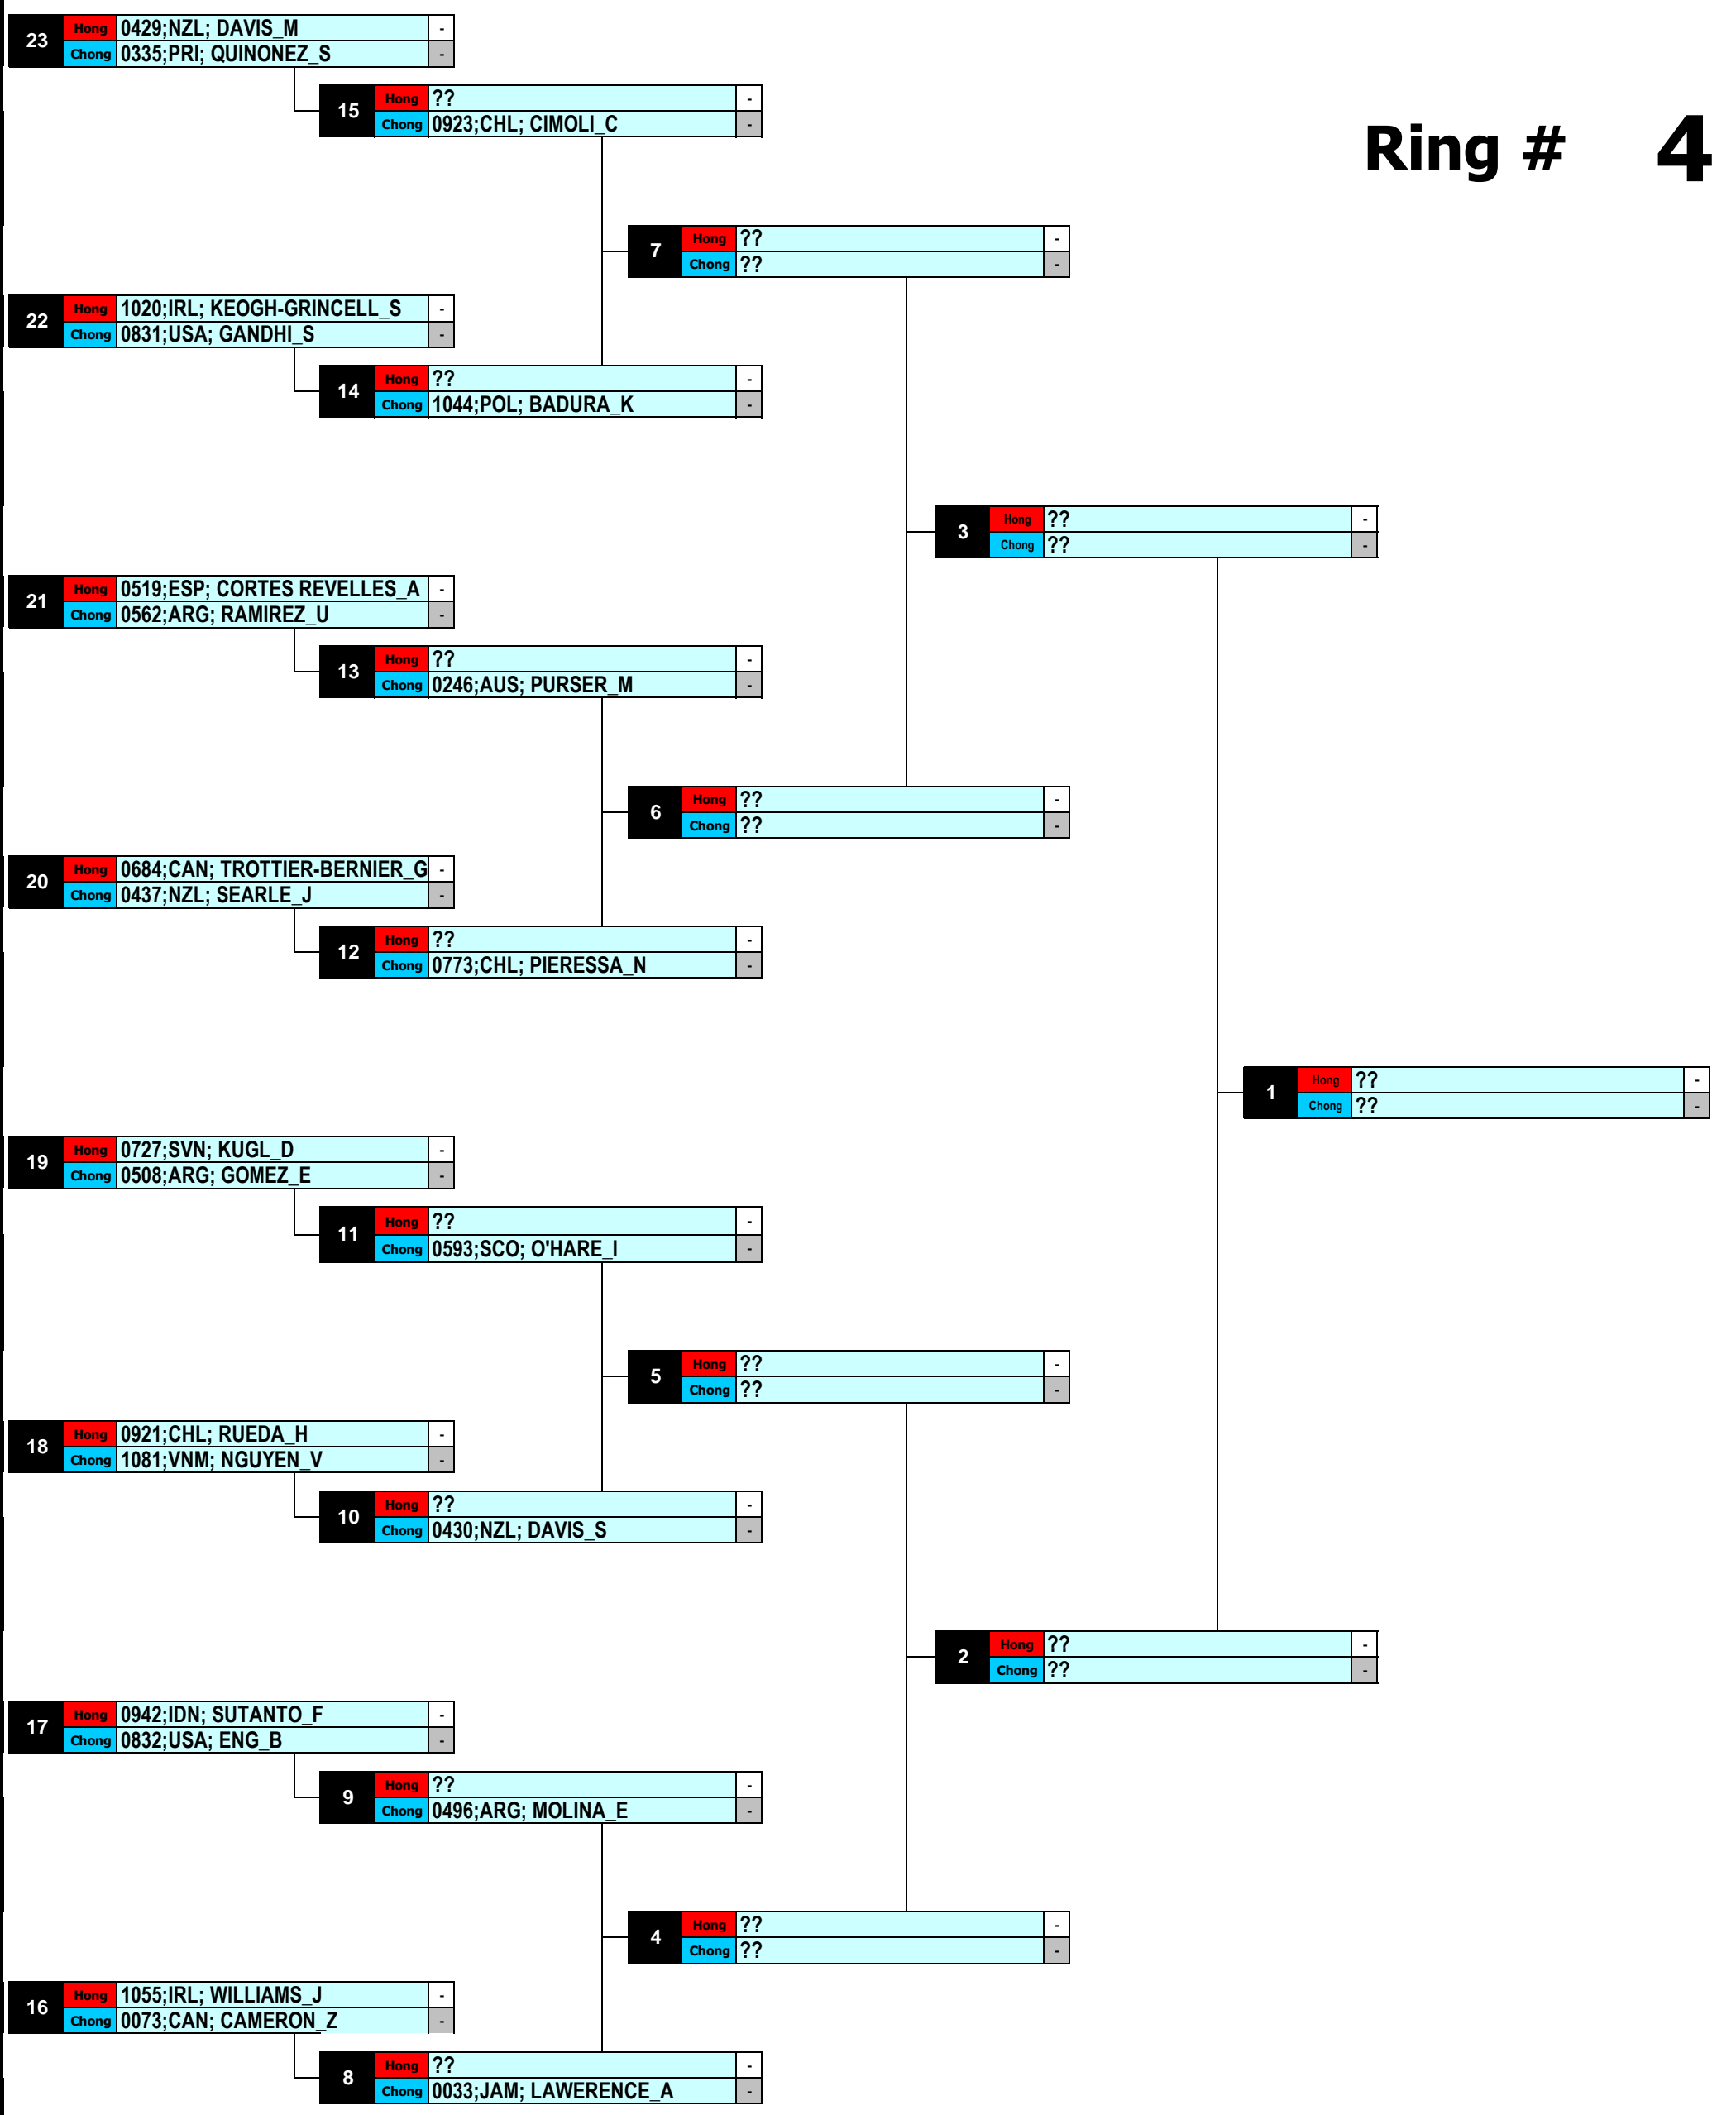 23 Hong 0429;NZL; DAVIS_M -
Chong 0335;PRI; QUINONEZ_S -
15 Hong ?? -
Chong 0923;CHL; CIMOLI_C -
Ring # 4
7 Hong ?? -
Chong ?? -
22 Hong 1020;IRL; KEOGH-GRINCELL_S -
Chong 0831;USA; GANDHI_S -
14 Hong ?? -
Chong 1044;POL; BADURA_K -
3 Hong ?? -
Chong ?? -
21 Hong 0519;ESP; CORTES REVELLES_A -
Chong 0562;ARG; RAMIREZ_U -
13 Hong ?? -
Chong 0246;AUS; PURSER_M -
6 Hong ?? -
Chong ?? -
20 Hong 0684;CAN; TROTTIER-BERNIER_G -
Chong 0437;NZL; SEARLE_J -
12 Hong ?? -
Chong 0773;CHL; PIERESSA_N -
1 Hong ?? -
Chong ?? -
19 Hong 0727;SVN; KUGL_D -
Chong 0508;ARG; GOMEZ_E -
11 Hong ?? -
Chong 0593;SCO; O'HARE_I -
5 Hong ?? -
Chong ?? -
18 Hong 0921;CHL; RUEDA_H -
Chong 1081;VNM; NGUYEN_V -
10 Hong ?? -
Chong 0430;NZL; DAVIS_S -
2 Hong ?? -
Chong ?? -
17 Hong 0942;IDN; SUTANTO_F -
Chong 0832;USA; ENG_B -
9 Hong ?? -
Chong 0496;ARG; MOLINA_E -
4 Hong ?? -
Chong ?? -
16 Hong 1055;IRL; WILLIAMS_J -
Chong 0073;CAN; CAMERON_Z -
8 Hong ?? -
Chong 0033;JAM; LAWERENCE_A -